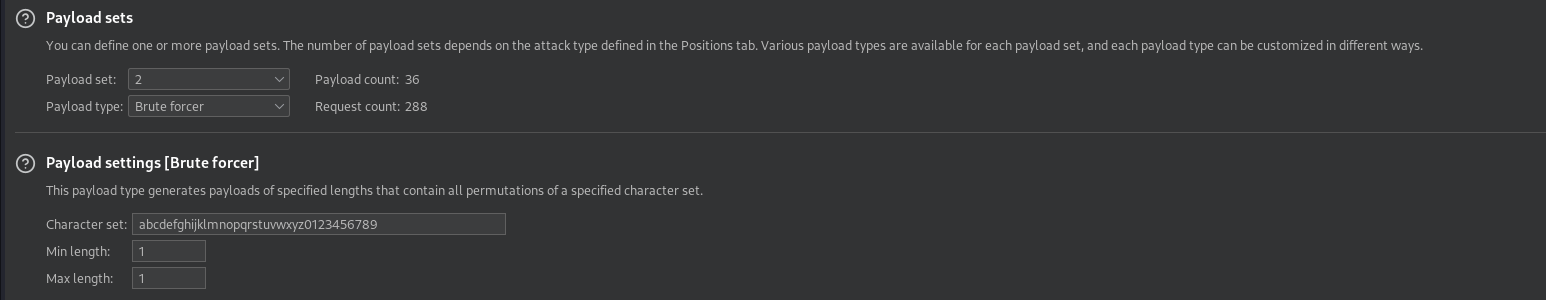 Payload sets
You can define one or more payload sets. The number of payload sets depends on the attack type defined in the Positions tab. Various payload types are available for each payload set, and each payload type can be customized in different ways.
Payload set: 2 Payload count: 36
Payload type: Brute forcer Request count: 288
Payload settings [Brute forcer]
This payload type generates payloads of specified lengths that contain all permutations of a specified character set.
Character set: abcdefghijklmnopqrstuvwxyz0123456789
Min length: 1
Max length: 1